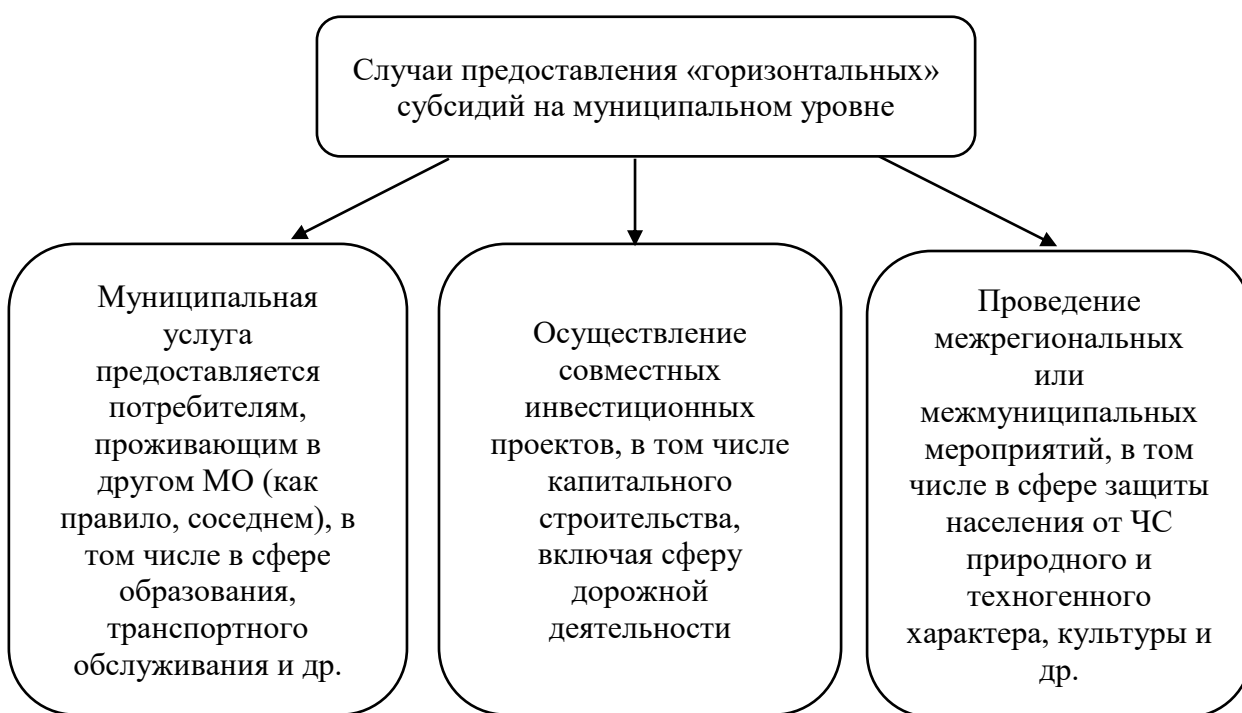 Случаи предоставления «горизонтальных»
субсидий на муниципальном уровне
Муниципальная
услуга
предоставляется
потребителям,
проживающим в
другом МО (как
правило, соседнем), в
том числе в сфере
образования,
транспортного
обслуживания и др.
Осуществление
совместных
инвестиционных
проектов, в том числе
капитального
строительства,
включая сферу
дорожной
деятельности
Проведение
межрегиональных
или
межмуниципальных
мероприятий, в том
числе в сфере защиты
населения от ЧС
природного и
техногенного
характера, культуры и
др.